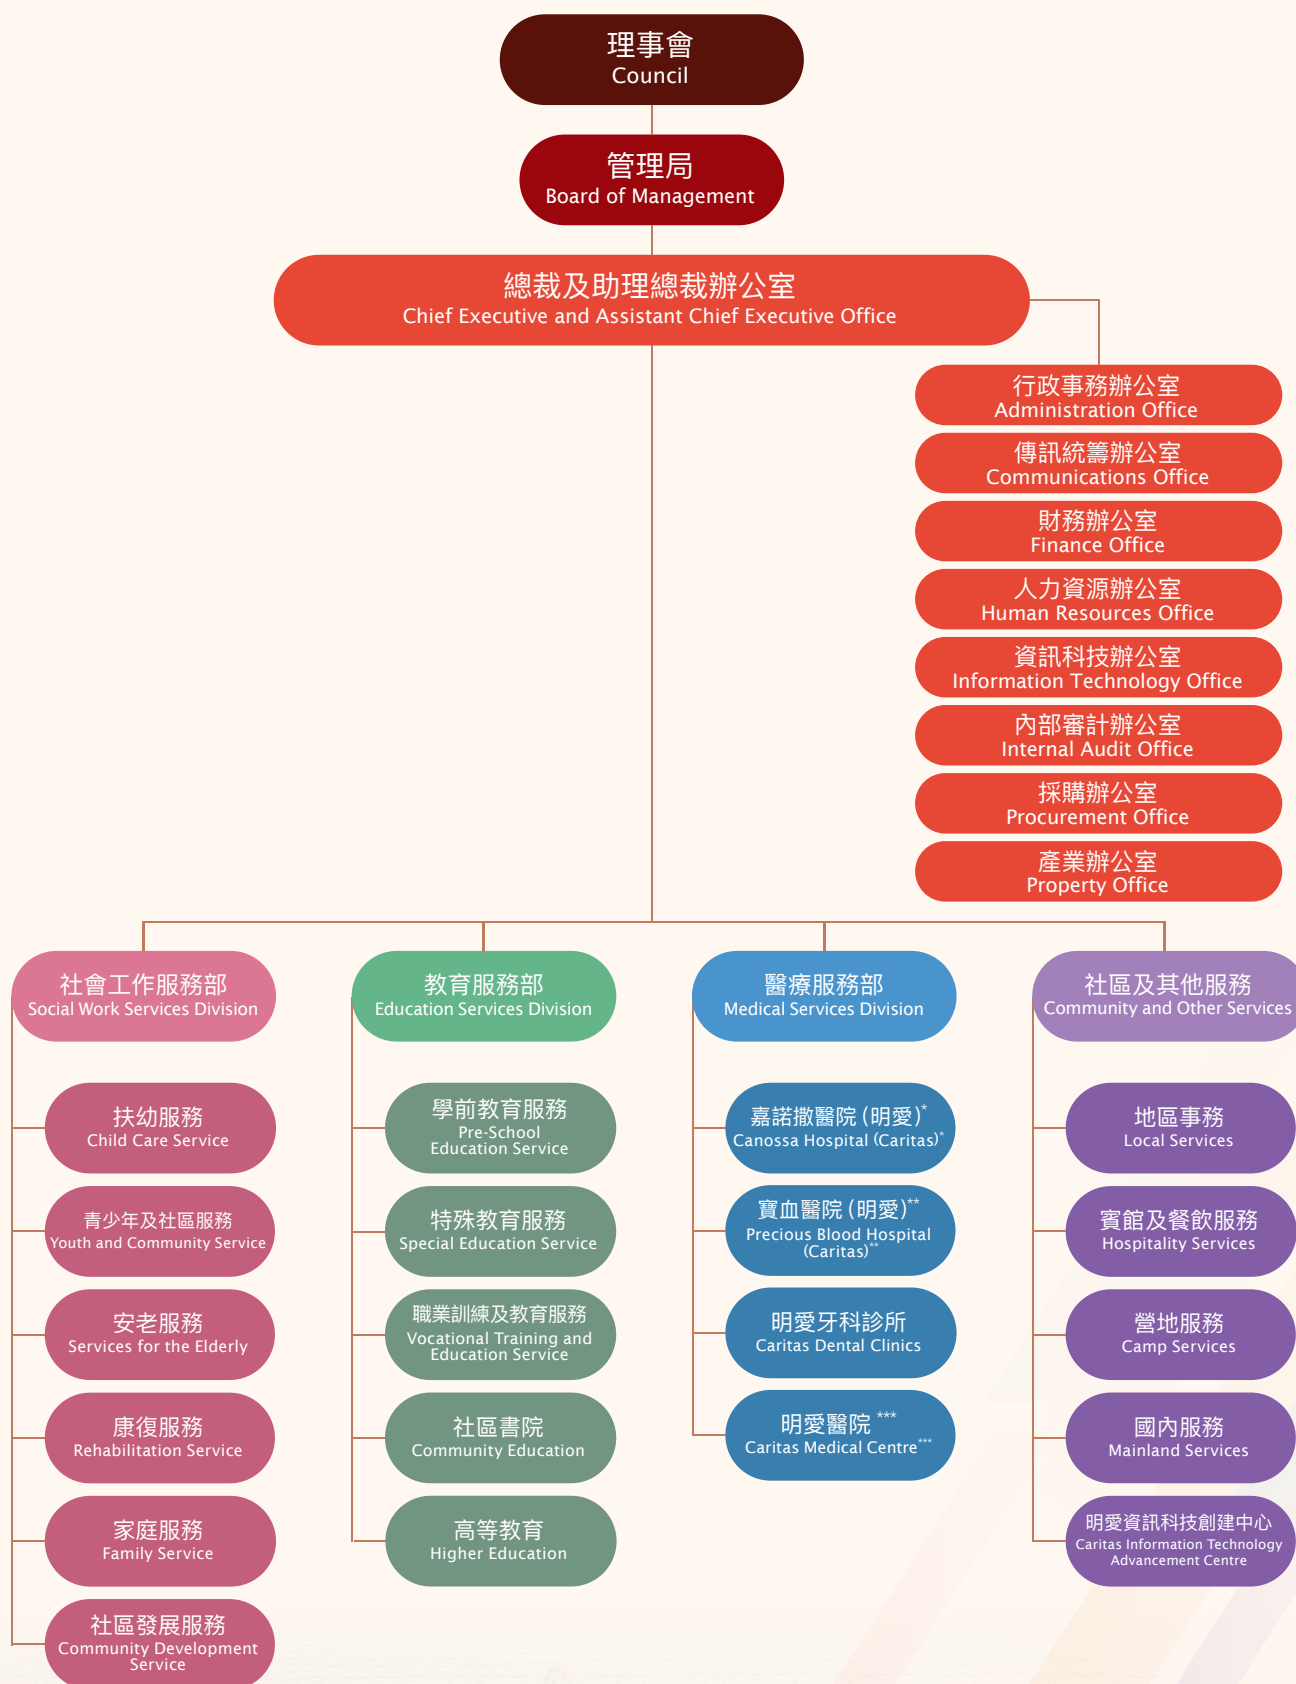 理事會
Council
管理局
Board of Management
總裁及助理總裁辦公室
Chief Executive and Assistant Chief Executive Office
行政事務辦公室
Administration Office
傳訊統籌辦公室
Communications Office
財務辦公室
Finance Office
人力資源辦公室
Human Resources Office
資訊科技辦公室
Information Technology Office
內部審計辦公室
Internal Audit Office
採購辦公室
Procurement Office
產業辦公室
Property Office
社會工作服務部
Social Work Services Division
扶幼服務
Child Care Service
青少年及社區服務
Youth and Community Service
安老服務
Services for the Elderly
康復服務
Rehabilitation Service
家庭服務
Family Service
社區發展服務
Community Development
Service
教育服務部
Education Services Division
學前教育服務
Pre-School
Education Service
特殊教育服務
Special Education Service
職業訓練及教育服務
Vocational Training and
Education Service
社區書院
Community Education
高等教育
Higher Education
醫療服務部
Medical Services Division
嘉諾撒醫院(明愛)*
Canossa Hospital (Caritas)*
寶血醫院(明愛)**
Precious Blood Hospital
(Caritas)**
明愛牙科診所
Caritas Dental Clinics
明愛醫院 ***
Caritas Medical Centre***
社區及其他服務
Community and Other Services
地區事務
Local Services
賓館及餐飲服務
Hospitality Services
營地服務
Camp Services
國內服務
Mainland Services
明愛資訊科技創建中心
Caritas Information Technology
Advancement Centre